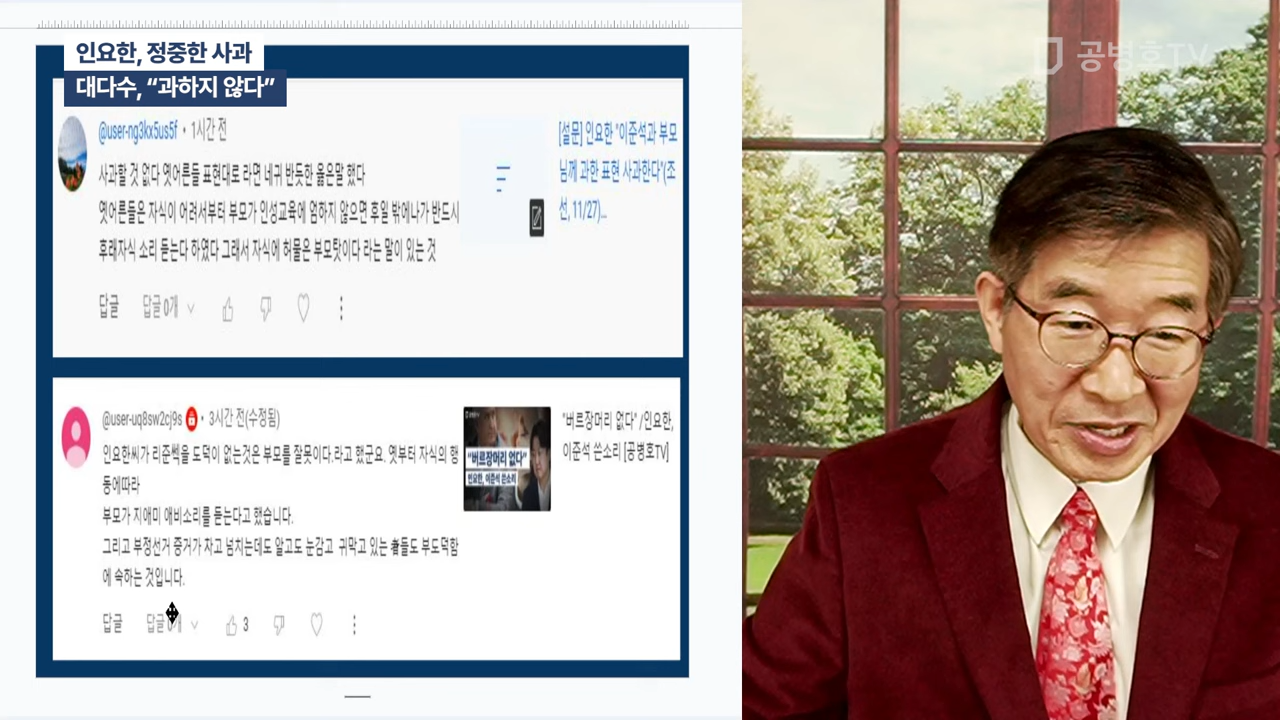 인요한, 정중한 사과
대다수, “과하지 않다”
공병호TV
@user-ng3kx5us5f • 1시간 전
사과할 것 없다 옛어른들 표현대로 라면 네귀 반듯한 옳은말 했다
옛어른들은 자식이 어려서부터 부모가 인성교육에 엄하지 않으면 후일 밖에나가 반드시
후래자식 소리 듣는다 하였다 그래서 자식에 허물은 부모탓이다 라는 말이 있는 것
답글 답글 0개
[설문] 인요한 "이준석과 부모
님께 과한 표현 사과한다"(조
선, 11/27)...
@user-uq8sw2cj9s • 3시간 전(수정됨)
인요한씨가 리준쎅을 도덕이 없는것은 부모를 잘못이다.라고 했군요. 옛부터 자식의 행
동에따라
부모가 지애미 애비소리를 듣는다고 했습니다.
그리고 부정선거 증거가 차고 넘치는데도 알고도 눈감고 귀막고 있는 者들도 부도덕함
에 속하는 것입니다.
답글 답글 0개 3
"버르장머리 없다"
인요한, 이준석 쓴소리
"버르장머리 없다" /인요한,
이준석 쓴소리 [공병호TV]